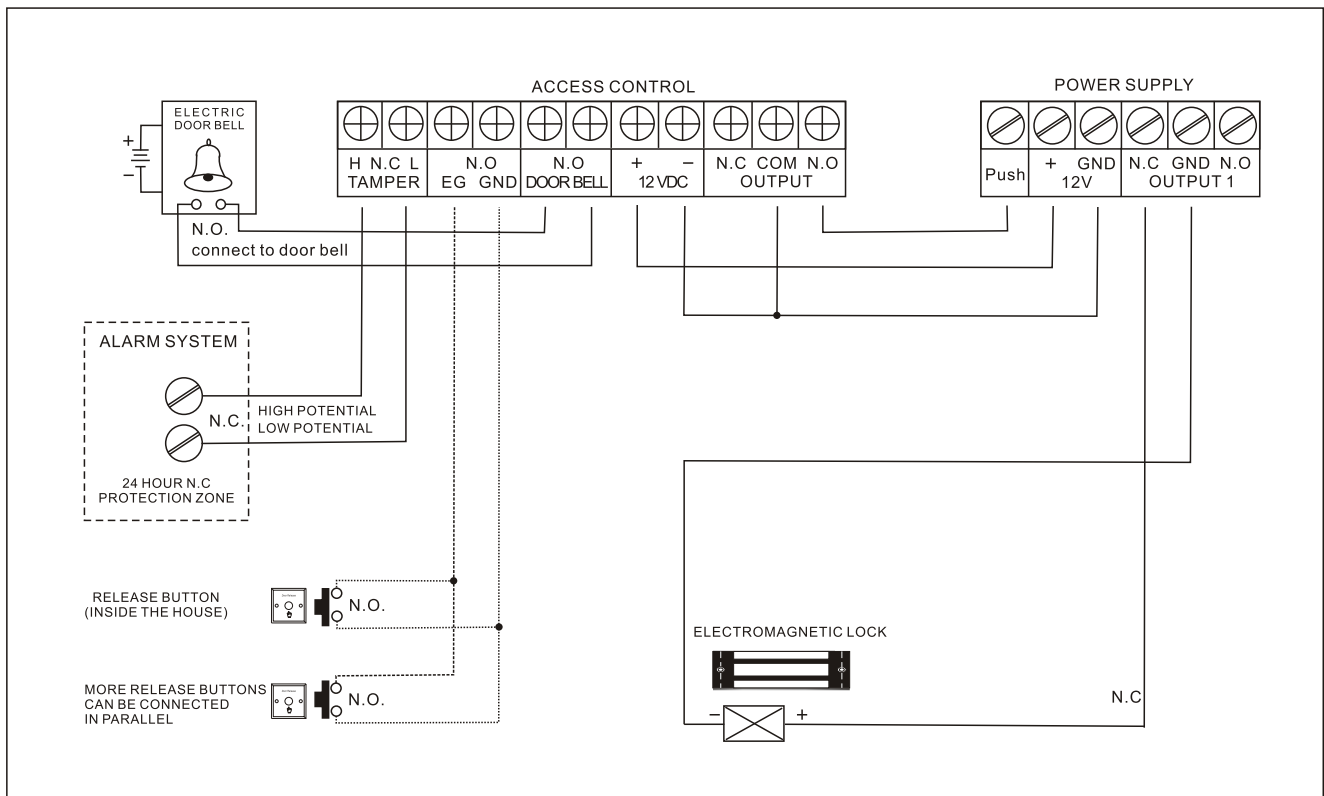 ACCESS CONTROL
POWER SUPPLY
ELECTRIC
DOOR BELL
+
−
H N.C L
TAMPER
N.O
EG GND
N.O
DOOR BELL
+ −
12 VDC
N.C COM N.O
OUTPUT
Push
+ GND
12V
N.C GND N.O
OUTPUT 1
N.O.
connect to door bell
ALARM SYSTEM
N.C.
HIGH POTENTIAL
LOW POTENTIAL
24 HOUR N.C
PROTECTION ZONE
RELEASE BUTTON
(INSIDE THE HOUSE)
N.O.
MORE RELEASE BUTTONS
CAN BE CONNECTED
IN PARALLEL
N.O.
ELECTROMAGNETIC LOCK
N.C
− +